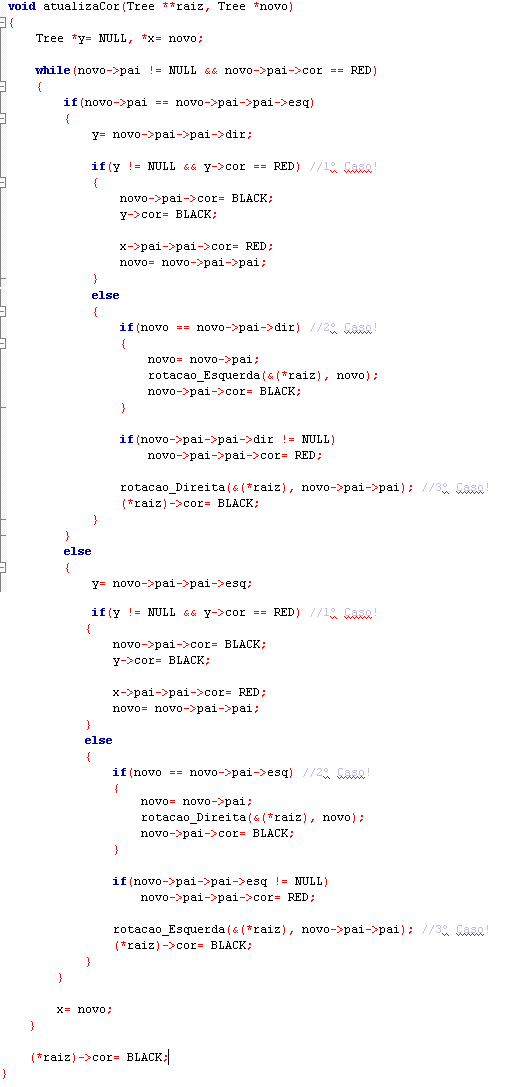 void atualizaCor(Tree **raiz, Tree *novo)
{
    Tree *y= NULL, *x= novo;

    while(novo->pai != NULL && novo->pai->cor == RED)
    {
        if(novo->pai == novo->pai->pai->esq)
        {
            y= novo->pai->pai->dir;

            if(y != NULL && y->cor == RED) //1° Caso!
            {
                novo->pai->cor= BLACK;
                y->cor= BLACK;

                x->pai->pai->cor= RED;
                novo= novo->pai->pai;
            }
            else
            {
                if(novo == novo->pai->dir) //2° Caso!
                {
                    novo= novo->pai;
                    rotacao_Esquerda(&(*raiz), novo);
                    novo->pai->cor= BLACK;
                }

                if(novo->pai->pai->dir != NULL)
                    novo->pai->pai->cor= RED;

                rotacao_Direita(&(*raiz), novo->pai->pai); //3° Caso!
                (*raiz)->cor= BLACK;
            }
        }
        else
        {
            y= novo->pai->pai->esq;

            if(y != NULL && y->cor == RED) //1° Caso!
            {
                novo->pai->cor= BLACK;
                y->cor= BLACK;

                x->pai->pai->cor= RED;
                novo= novo->pai->pai;
            }
            else
            {
                if(novo == novo->pai->esq) //2° Caso!
                {
                    novo= novo->pai;
                    rotacao_Direita(&(*raiz), novo);
                    novo->pai->cor= BLACK;
                }

                if(novo->pai->pai->esq != NULL)
                    novo->pai->pai->cor= RED;

                rotacao_Esquerda(&(*raiz), novo->pai->pai); //3° Caso!
                (*raiz)->cor= BLACK;
            }
        }

        x= novo;
    }

    (*raiz)->cor= BLACK;
}